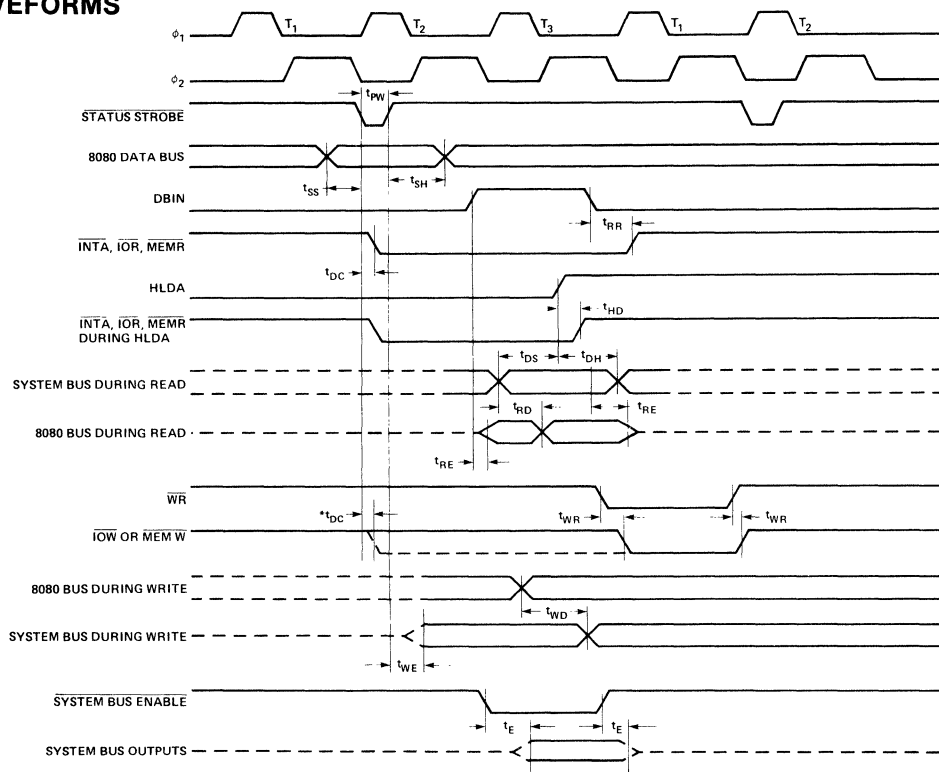 VEFORMS
ϕ1 T1 T2 T3 T1 T2
ϕ2
tPW
STATUS STROBE
8080 DATA BUS
tSS tSH
DBIN
tRR
INTA, IOR, MEMR
tDC
HLDA
tHD
INTA, IOR, MEMR
DURING HLDA
tDS tDH
SYSTEM BUS DURING READ
tRD tRE
8080 BUS DURING READ
tRE
WR
*tDC tWR tWR
IOW OR MEM W
8080 BUS DURING WRITE
tWD
SYSTEM BUS DURING WRITE
tWE
SYSTEM BUS ENABLE
tE tE
SYSTEM BUS OUTPUTS